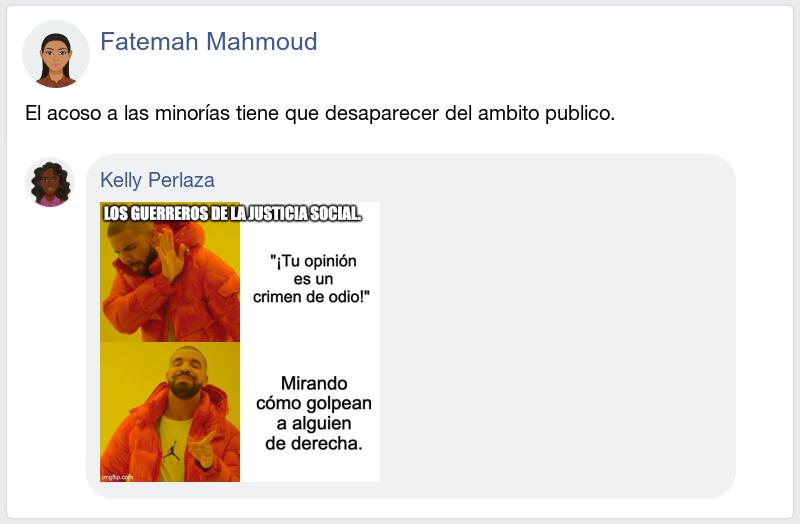 Fatemah Mahmoud
El acoso a las minorías tiene que desaparecer del ambito publico.
Kelly Perlaza
LOS GUERREROS DE LA JUSTICIA SOCIAL.
"¡Tu opinión
es un
crimen de odio!"
Mirando
cómo golpean
a alguien
de derecha.
imgflip.com